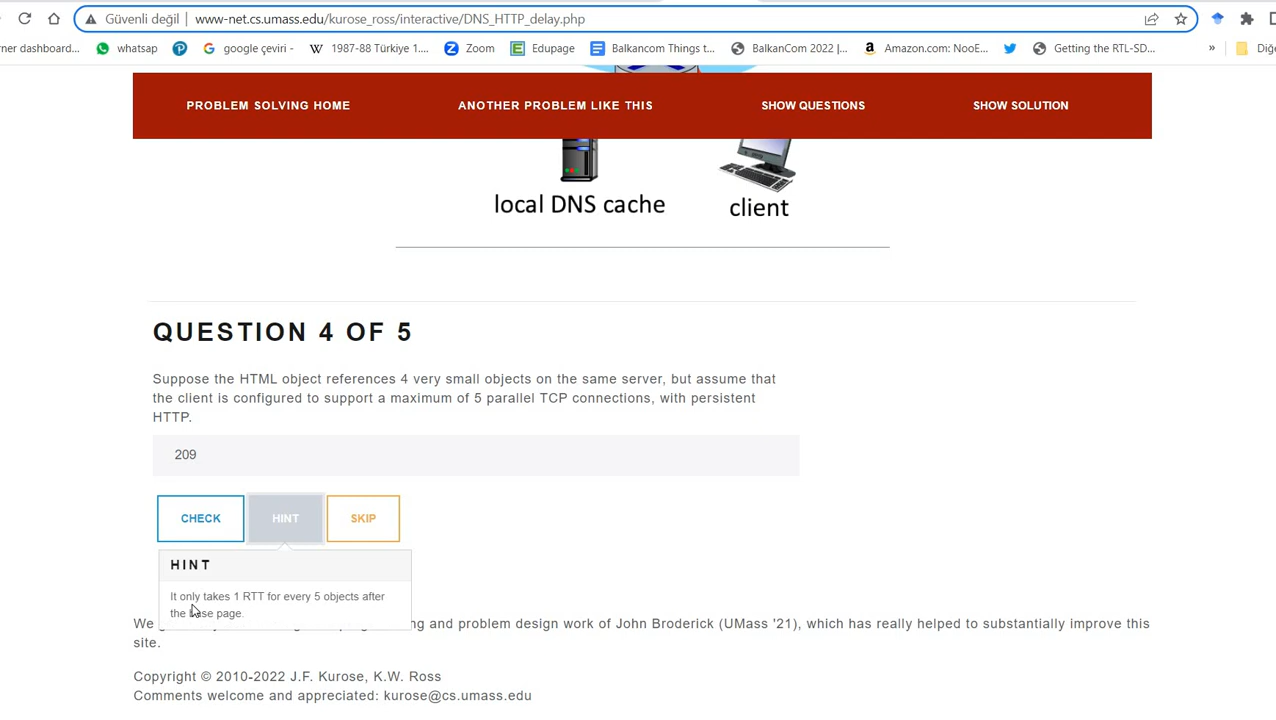 Güvenli değil
www-net.cs.umass.edu/kurose_ross/interactive/DNS_HTTP_delay.php
rner dashboard...
whatsap
google çeviri -
1987-88 Türkiye 1....
Zoom
Edupage
Balkancom Things t...
BalkanCom 2022 |...
Amazon.com: NooE...
Getting the RTL-SD...
»
Diğe
PROBLEM SOLVING HOME
ANOTHER PROBLEM LIKE THIS
SHOW QUESTIONS
SHOW SOLUTION
local DNS cache
client
QUESTION 4 OF 5
Suppose the HTML object references 4 very small objects on the same server, but assume that
the client is configured to support a maximum of 5 parallel TCP connections, with persistent
HTTP.
209
CHECK
HINT
SKIP
HINT
It only takes 1 RTT for every 5 objects after
the base page.
We g ng and problem design work of John Broderick (UMass '21), which has really helped to substantially improve this
site.
Copyright © 2010-2022 J.F. Kurose, K.W. Ross
Comments welcome and appreciated: kurose@cs.umass.edu